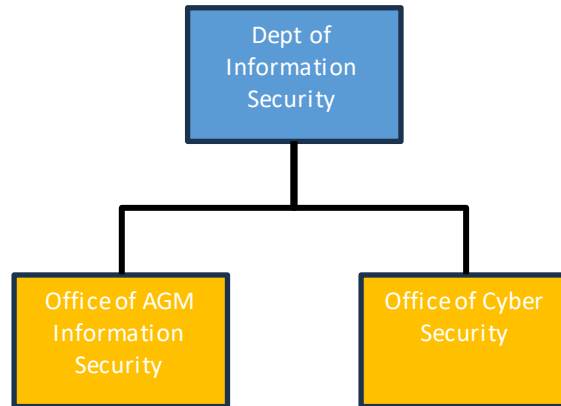 Dept of
Information
Security
Office of AGM
Information
Security
Office of Cyber
Security